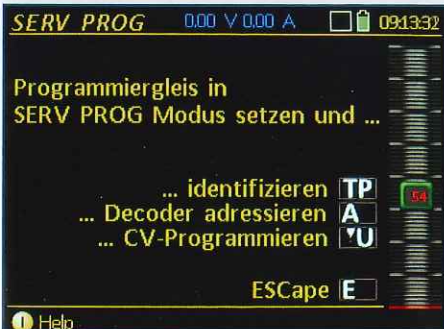 SERV PROG 0.00 V 0.00 A 09:13:32
Programmiergleis in
SERV PROG Modus setzen und ...
... identifizieren TP
... Decoder adressieren A
54
... CV-Programmieren U
ESCape E
Help